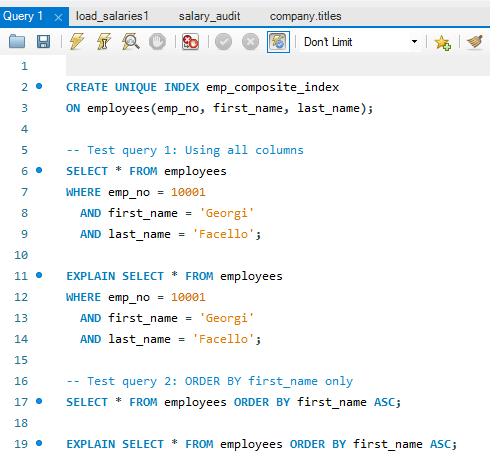 Query 1 load_salaries1 salary_audit company.titles
Don't Limit
1
2 CREATE UNIQUE INDEX emp_composite_index
3 ON employees(emp_no, first_name, last_name);
4
5 -- Test query 1: Using all columns
6 SELECT * FROM employees
7 WHERE emp_no = 10001
8 AND first_name = 'Georgi'
9 AND last_name = 'Facello';
10
11 EXPLAIN SELECT * FROM employees
12 WHERE emp_no = 10001
13 AND first_name = 'Georgi'
14 AND last_name = 'Facello';
15
16 -- Test query 2: ORDER BY first_name only
17 SELECT * FROM employees ORDER BY first_name ASC;
18
19 EXPLAIN SELECT * FROM employees ORDER BY first_name ASC;